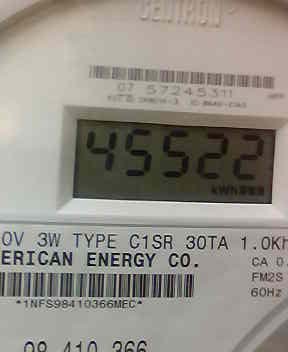 CENTRON
07 57245311
45522
kWh
0V 3W TYPE C1SR 30TA 1.0Kh
ERICAN ENERGY CO.
CA 0.
FM2S
60Hz
*1NFS98410366MEC*
98 410 366